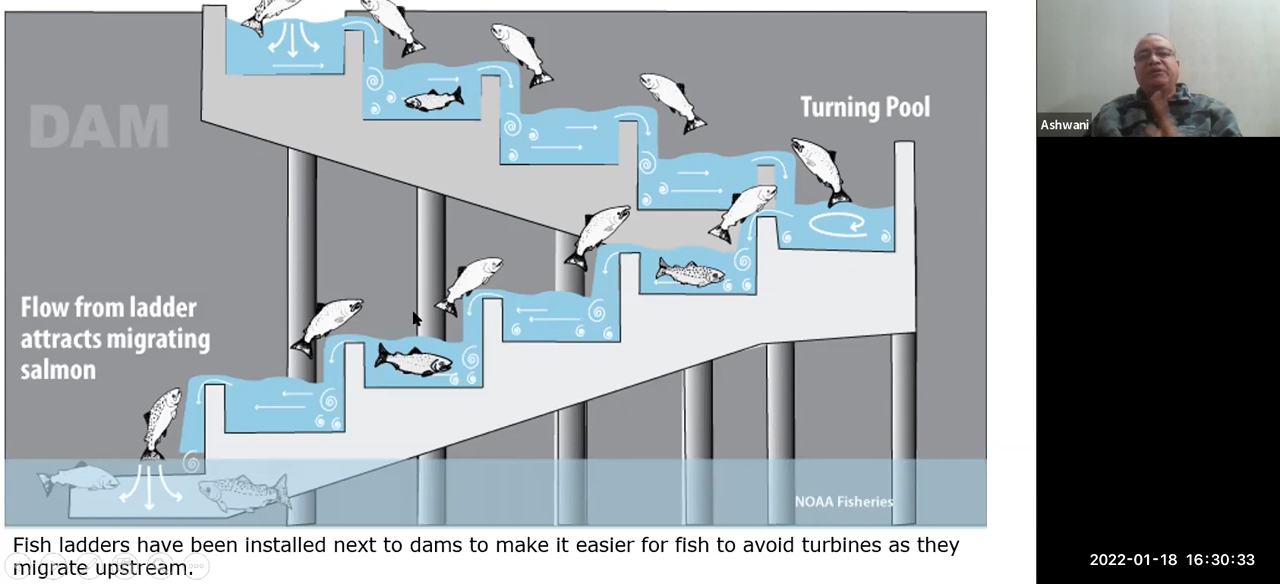 DAM
Turning Pool
Ashwani
Flow from ladder
attracts migrating
salmon
NOAA Fisheries
Fish ladders have been installed next to dams to make it easier for fish to avoid turbines as they
migrate upstream.
2022-01-18 16:30:33